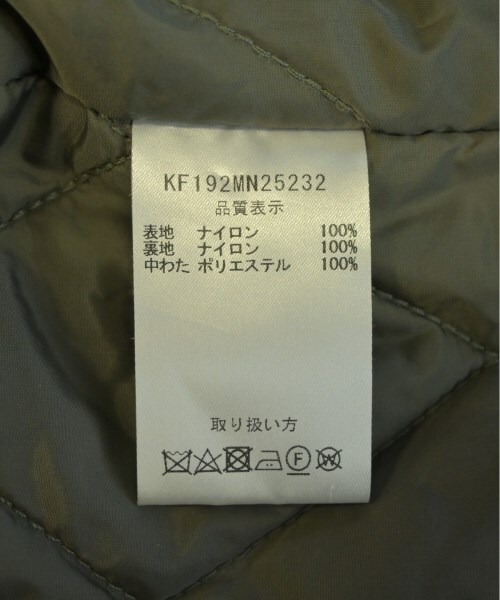 KF192MN25232
品質表示
表地 ナイロン 100%
裏地 ナイロン 100%
中わた ポリエステル 100%
取り扱い方
F W